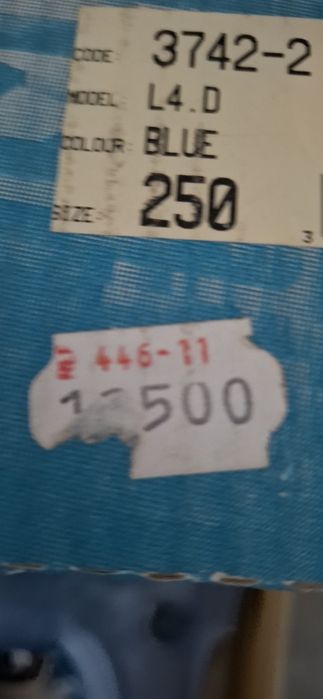 CODE: 3742-2
MODEL: L4.D
COLOUR: BLUE
SIZE: 250
3
446-11
500